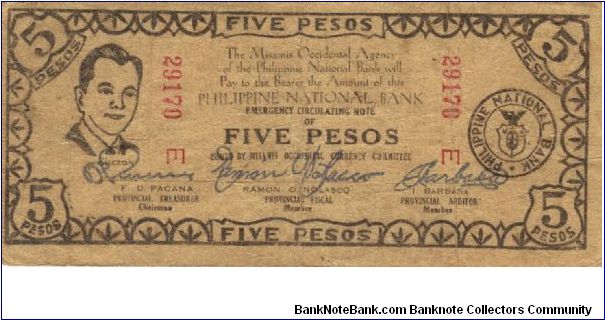 FIVE PESOS
5 PESOS
5 PESOS
The Misamis Occidental Agency
of the Philippine National Bank will
Pay to the Bearer the Amount of this
PHILIPPINE NATIONAL BANK
EMERGENCY CIRCULATING NOTE
OF
FIVE PESOS
ISSUED BY MISAMIS OCCIDENTAL CURRENCY COMMITTEE
29170 E
29170 E
PHILIPPINE NATIONAL BANK
F. D. PACANA
PROVINCIAL TREASURER
Chairman
RAMON O. NOLASCO
PROVINCIAL FISCAL
Member
I. BARBASA
PROVINCIAL AUDITOR
Member
5 PESOS
5 PESOS
FIVE PESOS
BankNoteBank.com Banknote Collectors Community